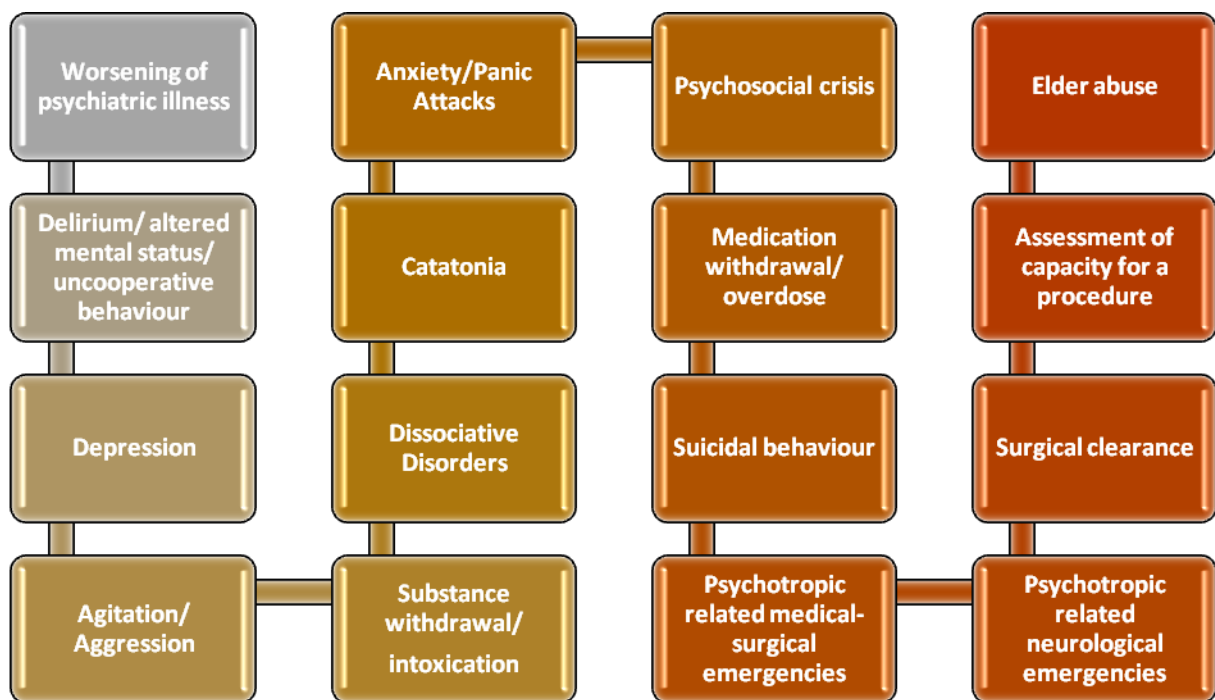 Worsening of
psychiatric illness
Delirium/ altered
mental status/
uncooperative
behaviour
Depression
Agitation/
Aggression
Substance
withdrawal/
intoxication
Dissociative
Disorders
Catatonia
Anxiety/Panic
Attacks
Psychosocial crisis
Medication
withdrawal/
overdose
Suicidal behaviour
Psychotropic
related medical-
surgical
emergencies
Psychotropic
related
neurological
emergencies
Surgical clearance
Assessment of
capacity for a
procedure
Elder abuse